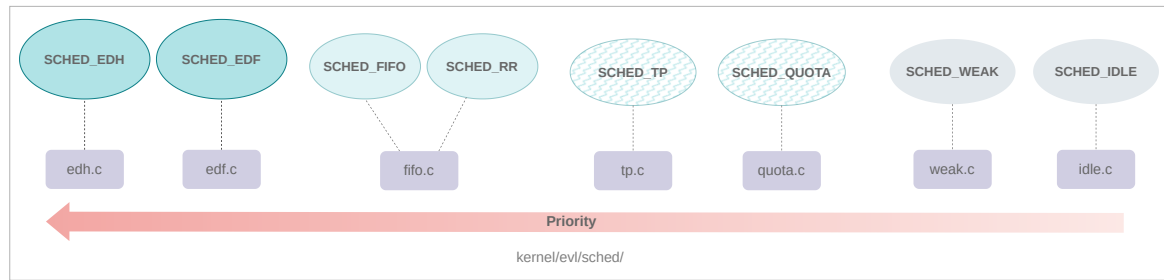 SCHED_EDH SCHED_EDF SCHED_FIFO SCHED_RR SCHED_TP SCHED_QUOTA SCHED_WEAK SCHED_IDLE
edh.c edf.c fifo.c tp.c quota.c weak.c idle.c
Priority
kernel/evl/sched/